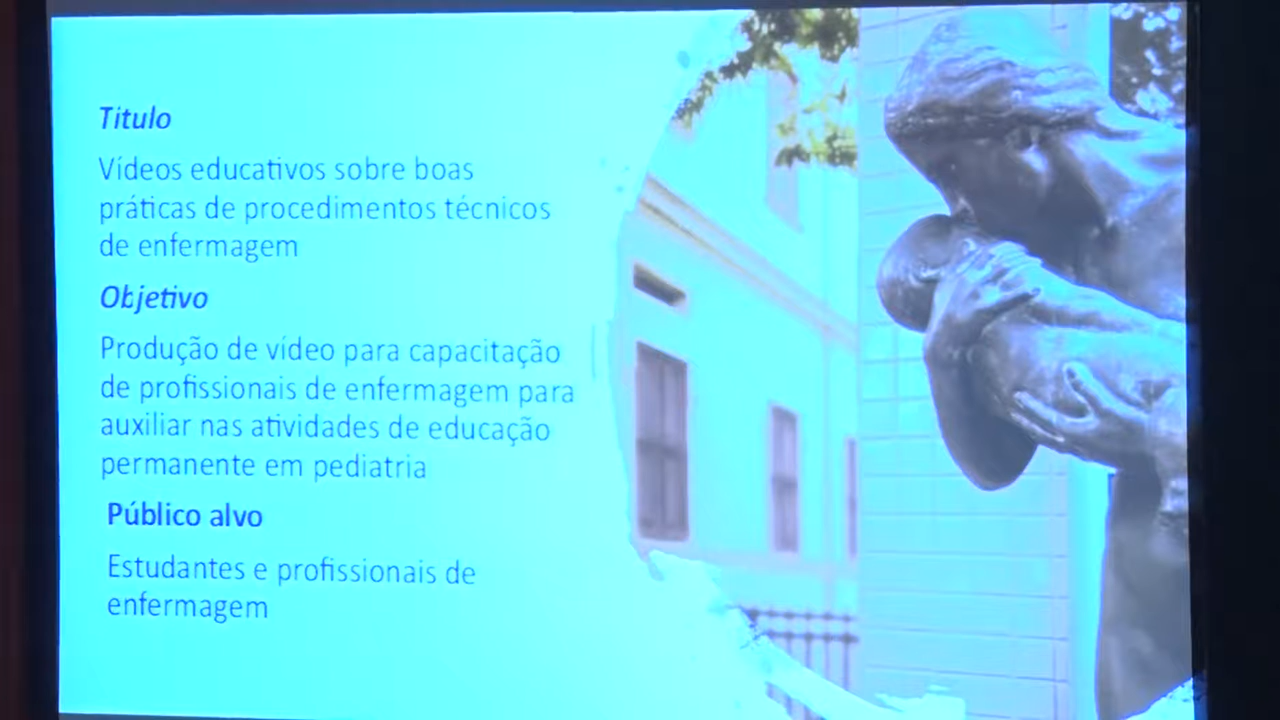 Titulo
Vídeos educativos sobre boas
práticas de procedimentos técnicos
de enfermagem
Objetivo
Produção de vídeo para capacitação
de profissionais de enfermagem para
auxiliar nas atividades de educação
permanente em pediatria
Público alvo
Estudantes e profissionais de
enfermagem